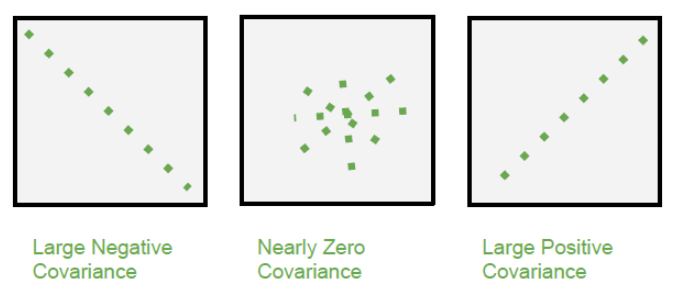 Large Negative
Covariance
Nearly Zero
Covariance
Large Positive
Covariance